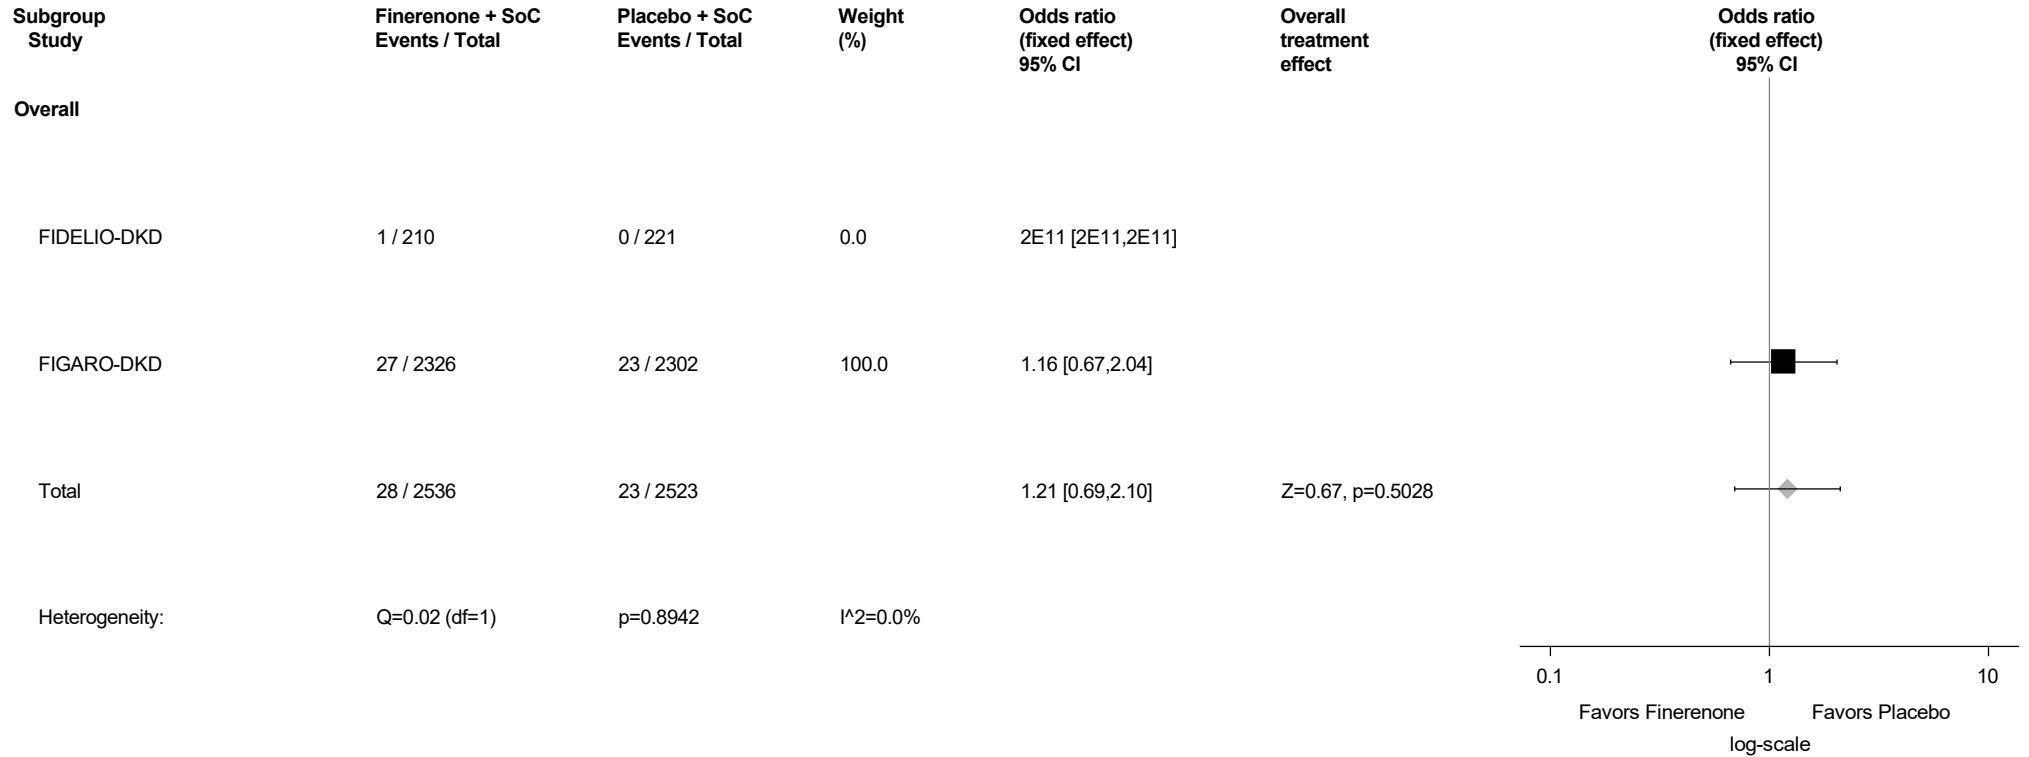 Subgroup Finerenone + SoC Placebo + SoC Weight Odds ratio Overall Odds ratio
Study Events / Total Events / Total (%) (fixed effect) treatment (fixed effect)
95% CI effect 95% CI
Overall
FIDELIO-DKD 1 / 210 0 / 221 0.0 2E11 [2E11,2E11]
FIGARO-DKD 27 / 2326 23 / 2302 100.0 1.16 [0.67,2.04]
Total 28 / 2536 23 / 2523 1.21 [0.69,2.10] Z=0.67, p=0.5028
Heterogeneity: Q=0.02 (df=1) p=0.8942 I^2=0.0%
0.1 1 10
Favors Finerenone Favors Placebo
log-scale